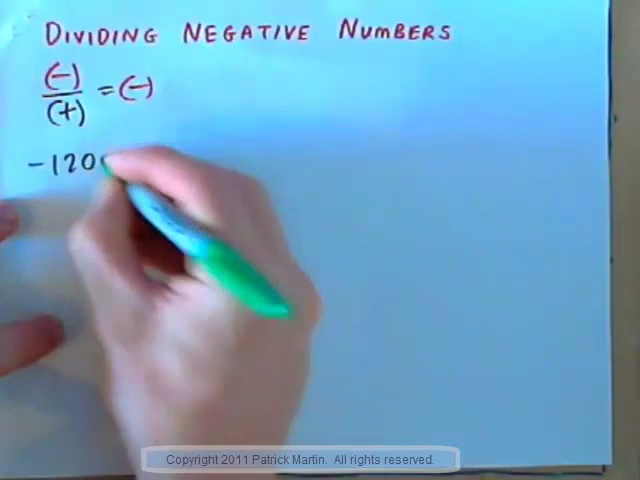 DIVIDING NEGATIVE NUMBERS
(-)/(+) = (-)
-120
Copyright 2011 Patrick Martin. All rights reserved.